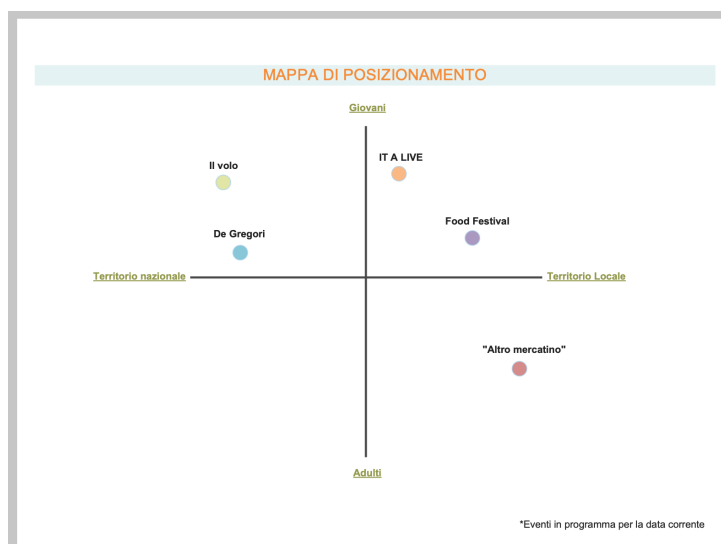 MAPPA DI POSIZIONAMENTO
Giovani
Il volo
IT A LIVE
Food Festival
De Gregori
Territorio nazionale
Territorio Locale
"Altro mercatino"
Adulti
*Eventi in programma per la data corrente